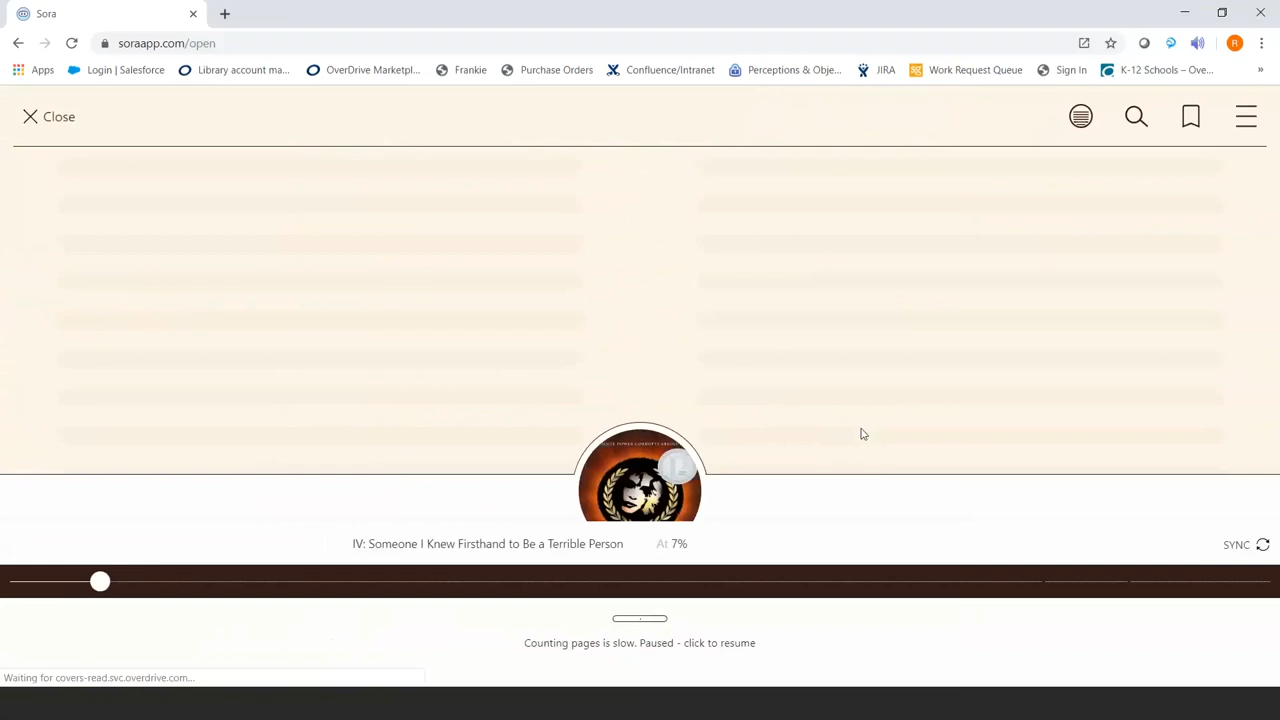 Sora
soraapp.com/open
R
Apps
Login | Salesforce
Library account ma...
OverDrive Marketpl...
Frankie
Purchase Orders
Confluence/Intranet
Perceptions & Obje...
JIRA
Work Request Queue
Sign In
K-12 Schools – Ove...
»
Close
IV: Someone I Knew Firsthand to Be a Terrible Person
At 7%
SYNC
Counting pages is slow. Paused - click to resume
Waiting for covers-read.svc.overdrive.com...